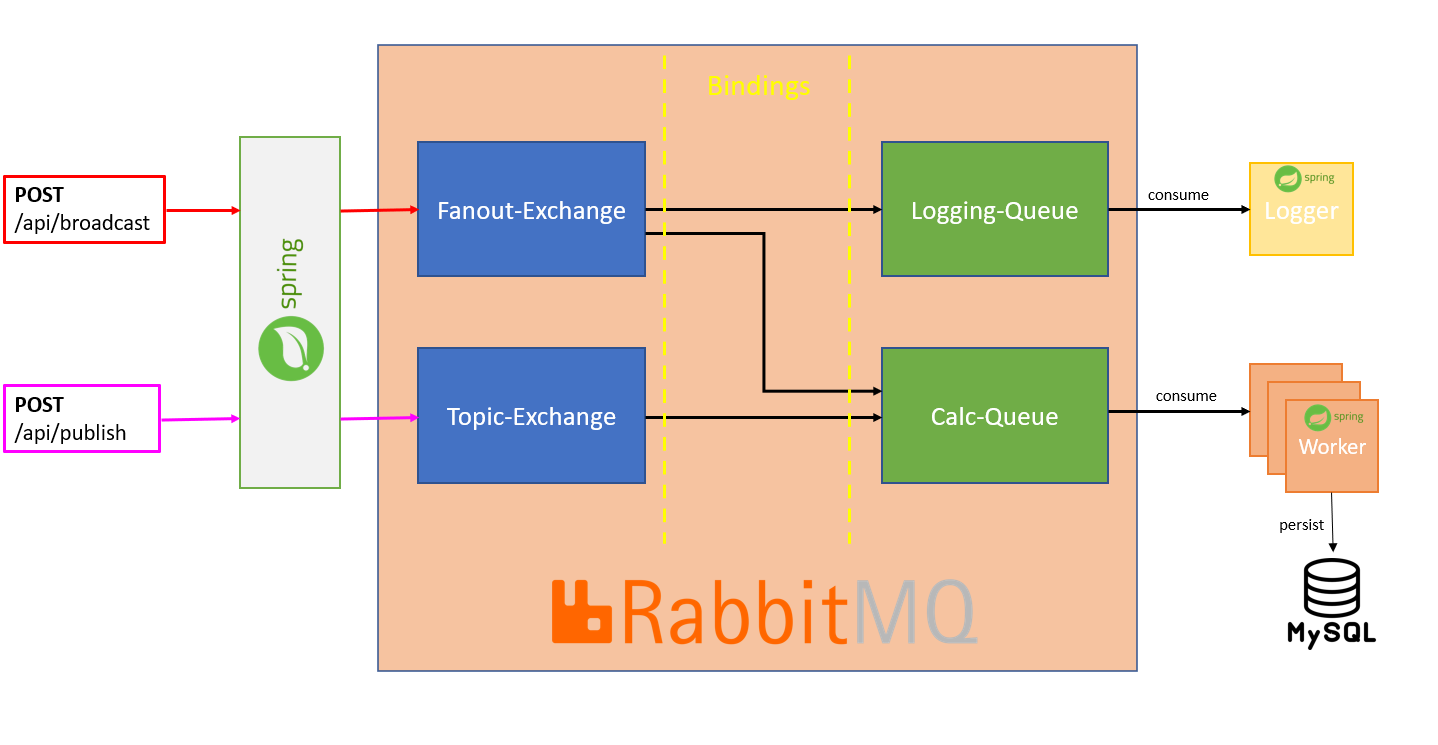 Bindings
POST
/api/broadcast
spring
Fanout-Exchange
Logging-Queue
consume
spring
Logger
POST
/api/publish
Topic-Exchange
Calc-Queue
consume
spring
Worker
persist
RabbitMQ
MySQL